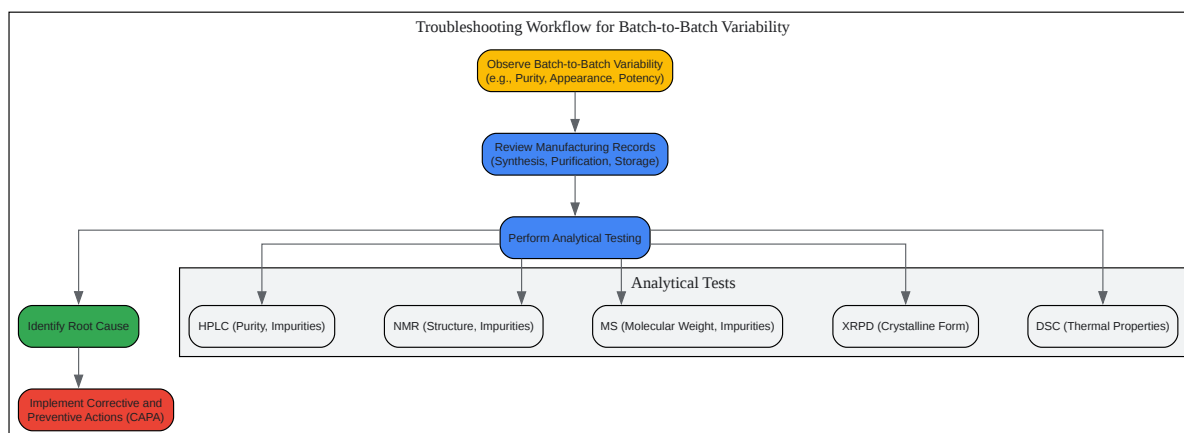 Troubleshooting Workflow for Batch-to-Batch Variability
Observe Batch-to-Batch Variability
(e.g., Purity, Appearance, Potency)
Review Manufacturing Records
(Synthesis, Purification, Storage)
Perform Analytical Testing
Analytical Tests
Identify Root Cause
HPLC (Purity, Impurities)
NMR (Structure, Impurities)
MS (Molecular Weight, Impurities)
XRPD (Crystalline Form)
DSC (Thermal Properties)
Implement Corrective and
Preventive Actions (CAPA)